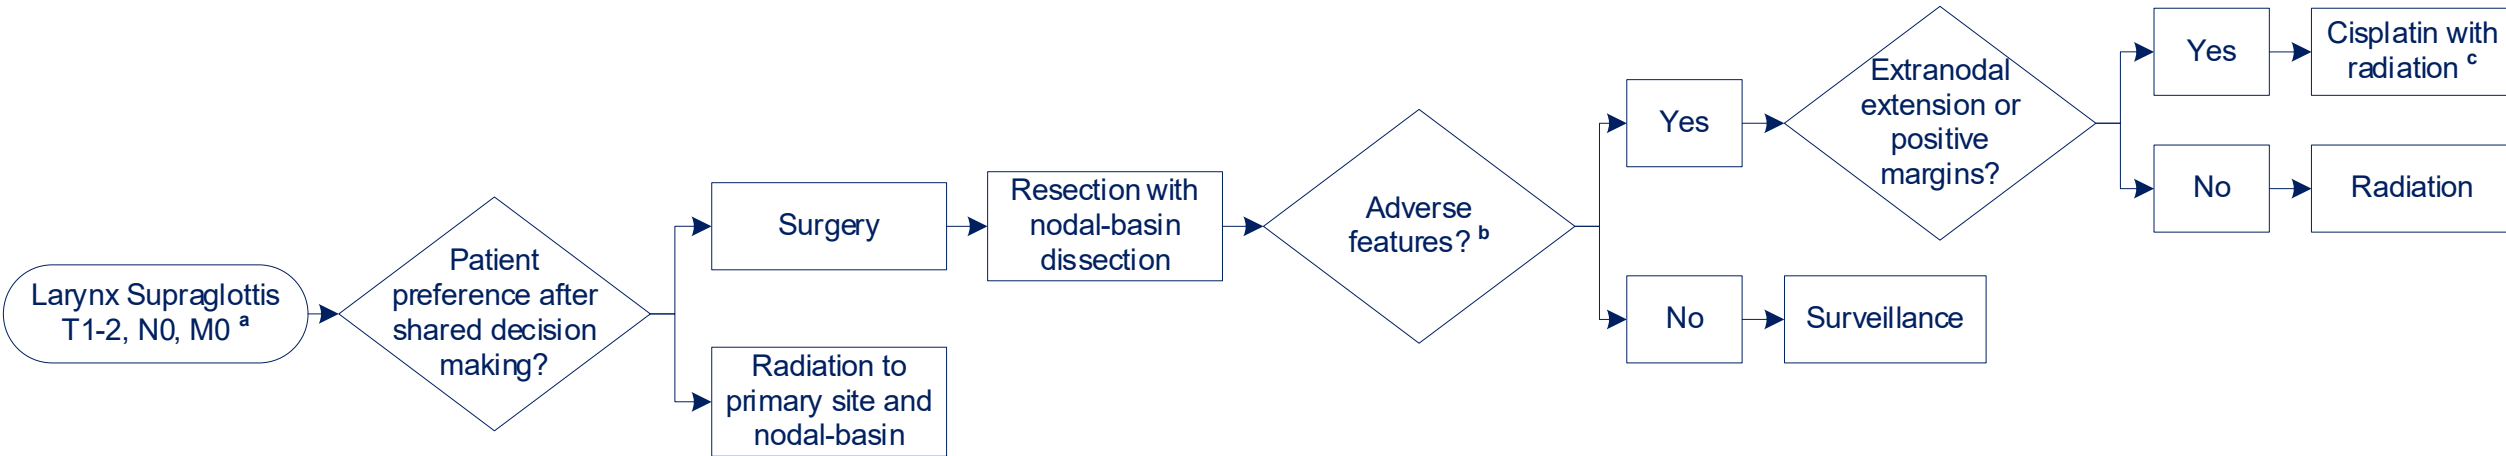 Larynx Supraglottis
T1-2, N0, M0 a
Patient
preference after
shared decision
making?
Surgery
Radiation to
primary site and
nodal-basin
Resection with
nodal-basin
dissection
Adverse
features? b
Yes
No
Surveillance
Extranodal
extension or
positive
margins?
Yes
Cisplatin with
radiation c
No
Radiation